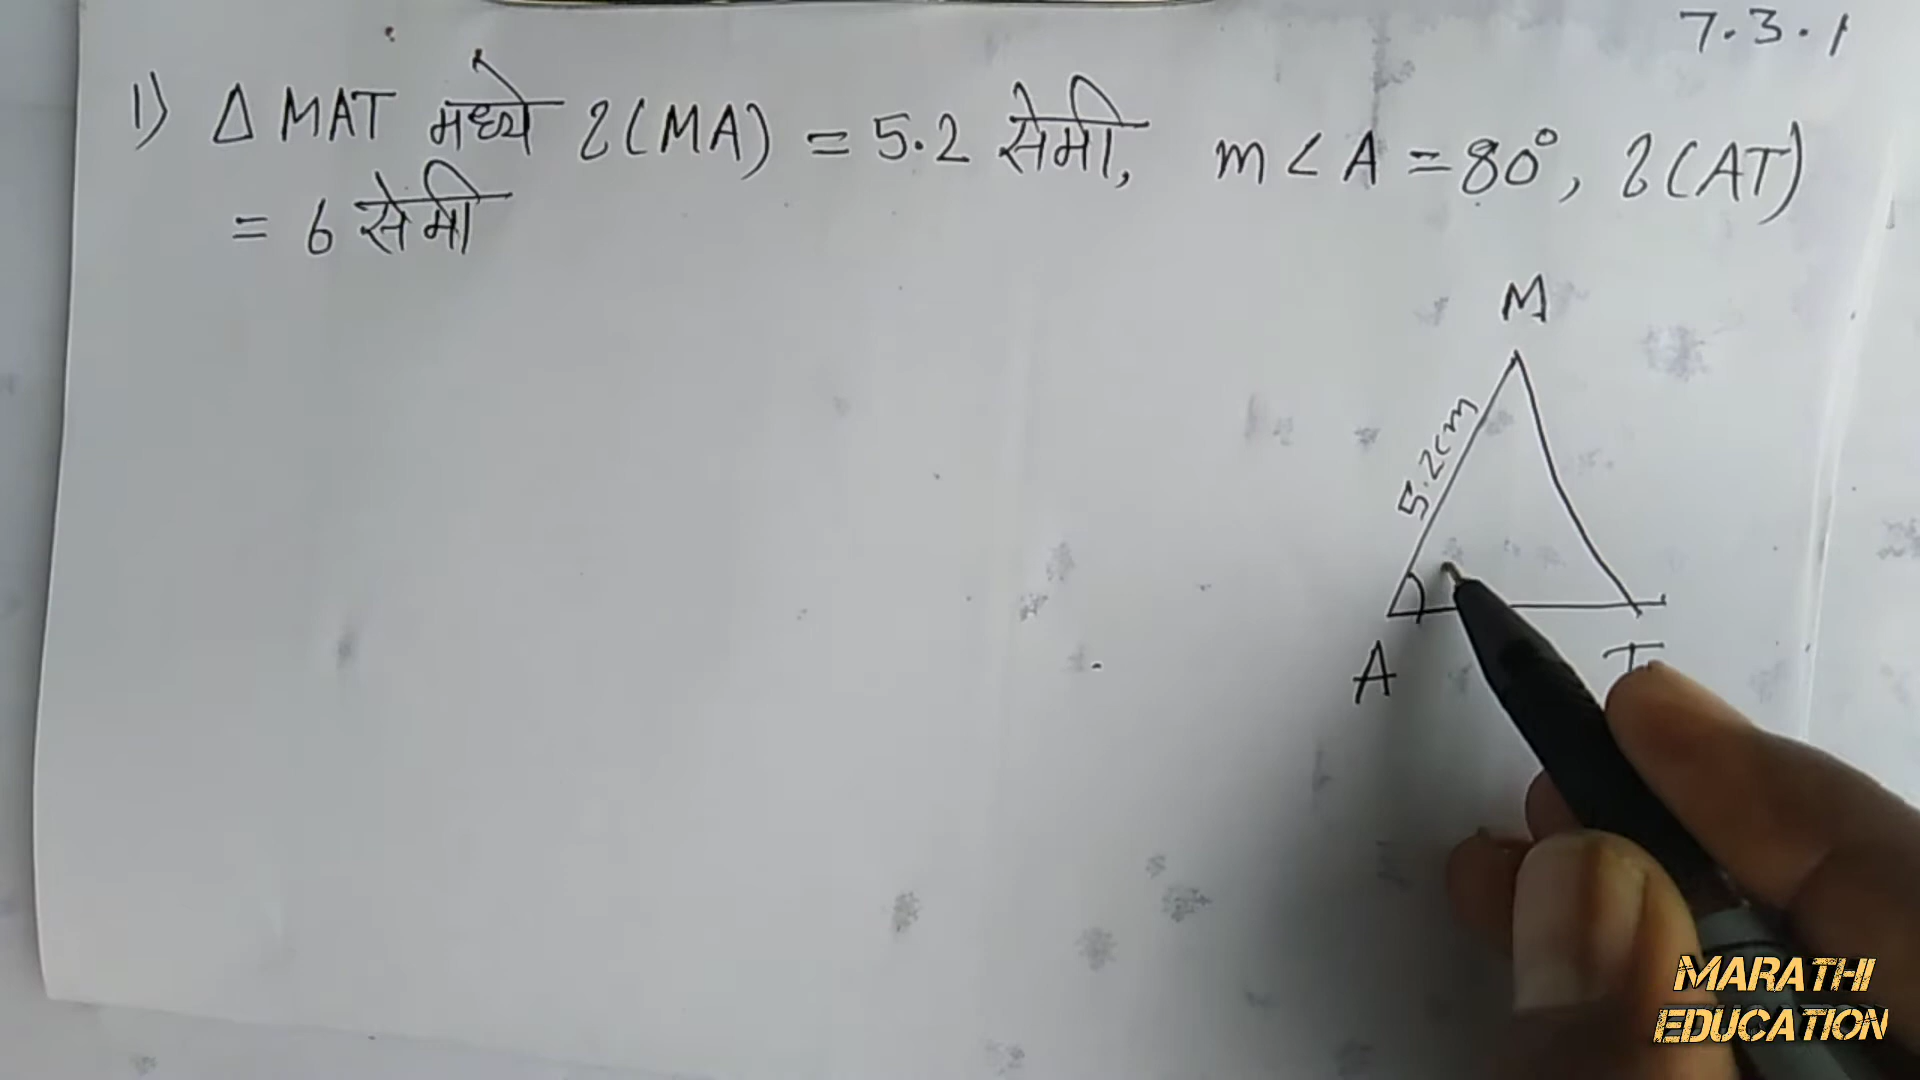 7.3.1
1) Δ MAT मध्ये l(MA) = 5.2 सेमी, m∠A = 80°, l(AT)
= 6 सेमी
M
5.2cm
A T
MARATHI
EDUCATION